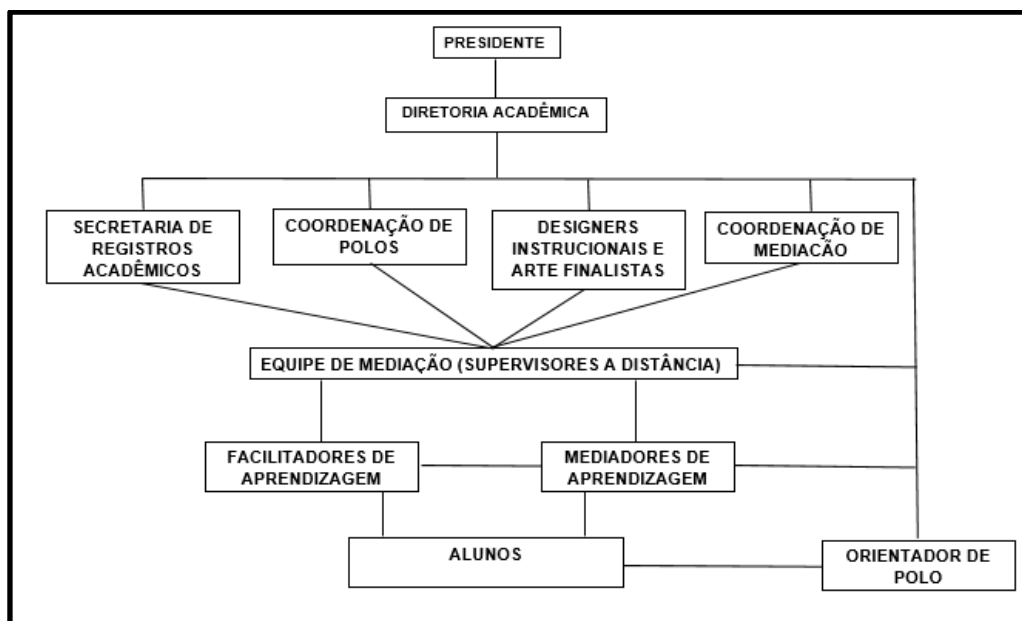 PRESIDENTE
DIRETORIA ACADÊMICA
SECRETARIA DE
REGISTROS
ACADÊMICOS
COORDENAÇÃO DE
POLOS
DESIGNERS
INSTRUCIONAIS E
ARTE FINALISTAS
COORDENAÇÃO DE
MEDIACÃO
EQUIPE DE MEDIAÇÃO (SUPERVISORES A DISTÂNCIA)
FACILITADORES DE
APRENDIZAGEM
MEDIADORES DE
APRENDIZAGEM
ALUNOS
ORIENTADOR DE
POLO